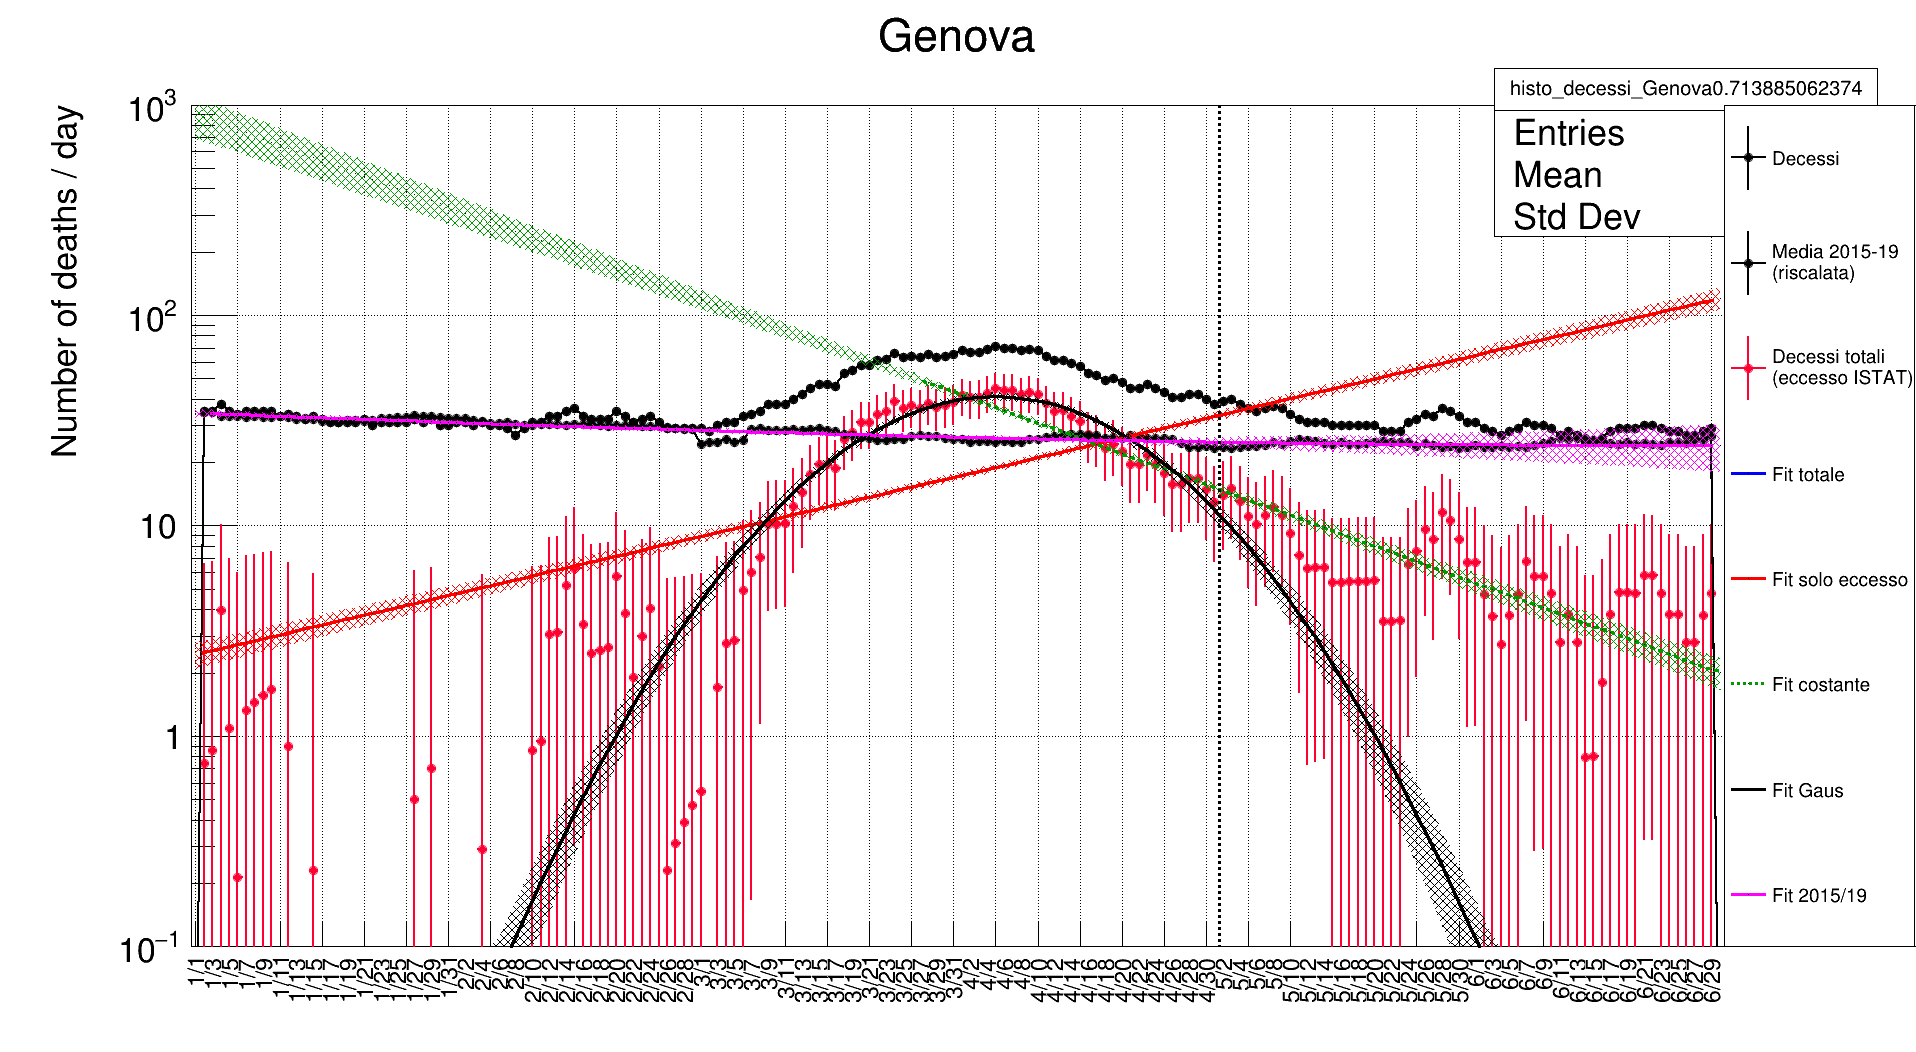 Genova
histo_decessi_Genova0.713885062374
Entries
Mean
Std Dev
Number of deaths / day
10³
10²
10
1
10⁻¹
Decessi
Media 2015-19
(riscalata)
Decessi totali
(eccesso ISTAT)
Fit totale
Fit solo eccesso
Fit costante
Fit Gaus
Fit 2015/19
1/1 1/3 1/5 1/7 1/9 1/11 1/13 1/15 1/17 1/19 1/21 1/23 1/25 1/27 1/29 1/31 2/2 2/4 2/6 2/8 2/10 2/12 2/14 2/16 2/18 2/20 2/22 2/24 2/26 2/28 3/1 3/3 3/5 3/7 3/9 3/11 3/13 3/15 3/17 3/19 3/21 3/23 3/25 3/27 3/29 3/31 4/2 4/4 4/6 4/8 4/10 4/12 4/14 4/16 4/18 4/20 4/22 4/24 4/26 4/28 4/30 5/2 5/4 5/6 5/8 5/10 5/12 5/14 5/16 5/18 5/20 5/22 5/24 5/26 5/28 5/30 6/1 6/3 6/5 6/7 6/9 6/11 6/13 6/15 6/17 6/19 6/21 6/23 6/25 6/27 6/29